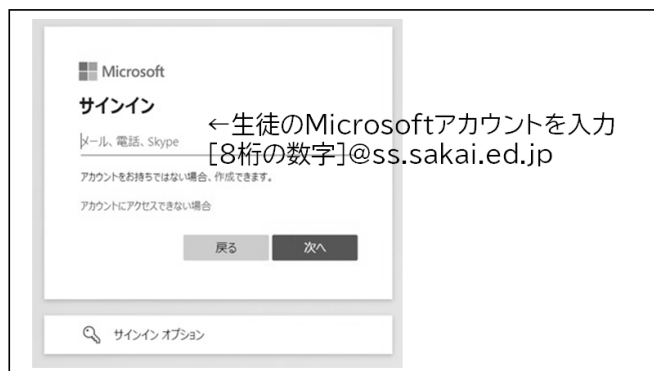 Microsoft
サインイン
メール、電話、Skype
←生徒のMicrosoftアカウントを入力
[8桁の数字]@ss.sakai.ed.jp
アカウントをお持ちではない場合、作成できます。
アカウントにアクセスできない場合
戻る
次へ
サインイン オプション